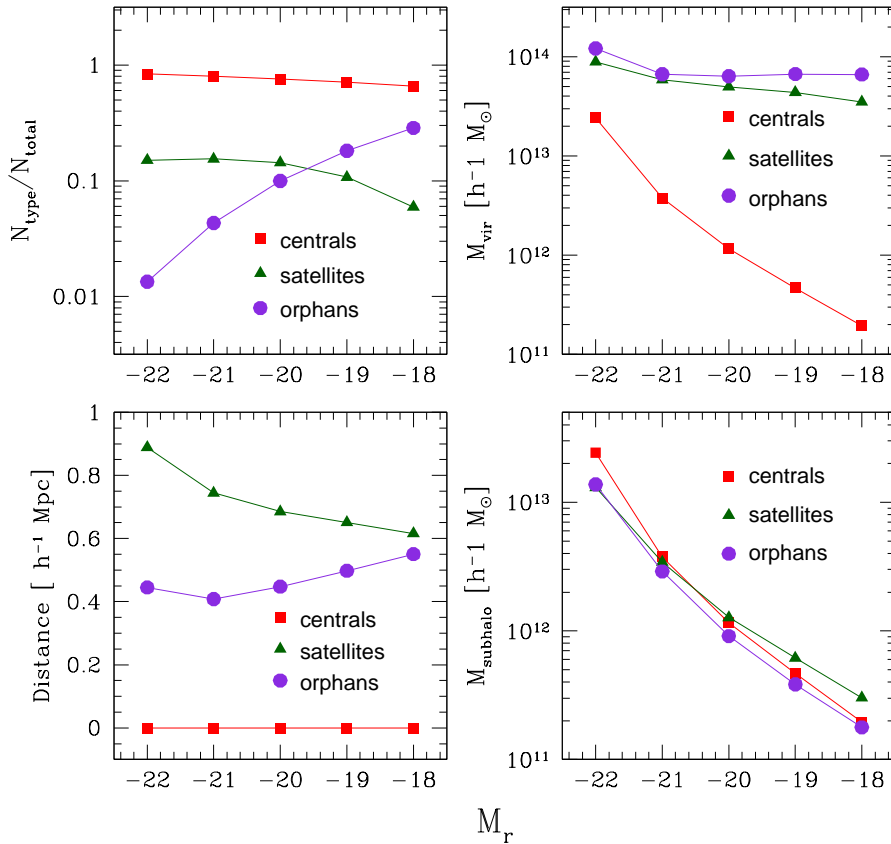 1
0.1
0.01
N_type/N_total
centrals
satellites
orphans
−22 −21 −20 −19 −18
10^14
10^13
10^12
10^11
M_vir [h−1 M_⊙]
centrals
satellites
orphans
−22 −21 −20 −19 −18
1
0.8
0.6
0.4
0.2
0
Distance [ h^−1 Mpc]
centrals
satellites
orphans
−22 −21 −20 −19 −18
10^13
10^12
10^11
M_subhalo [h−1 M_⊙]
centrals
satellites
orphans
−22 −21 −20 −19 −18
M_r